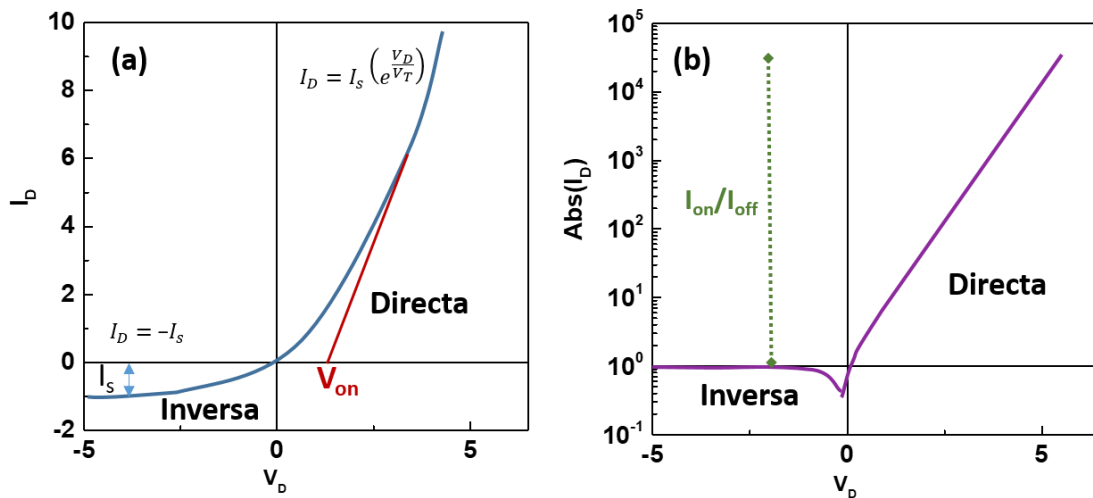 (a)
I_D = I_s (e^{V_D/V_T})
I_D = –I_s
I_s
Directa
Inversa
V_on
10
8
6
4
2
0
-2
-5
0
5
I_D
V_D
(b)
I_on/I_off
Directa
Inversa
10^5
10^4
10^3
10^2
10^1
10^0
10^-1
-5
0
5
Abs(I_D)
V_D